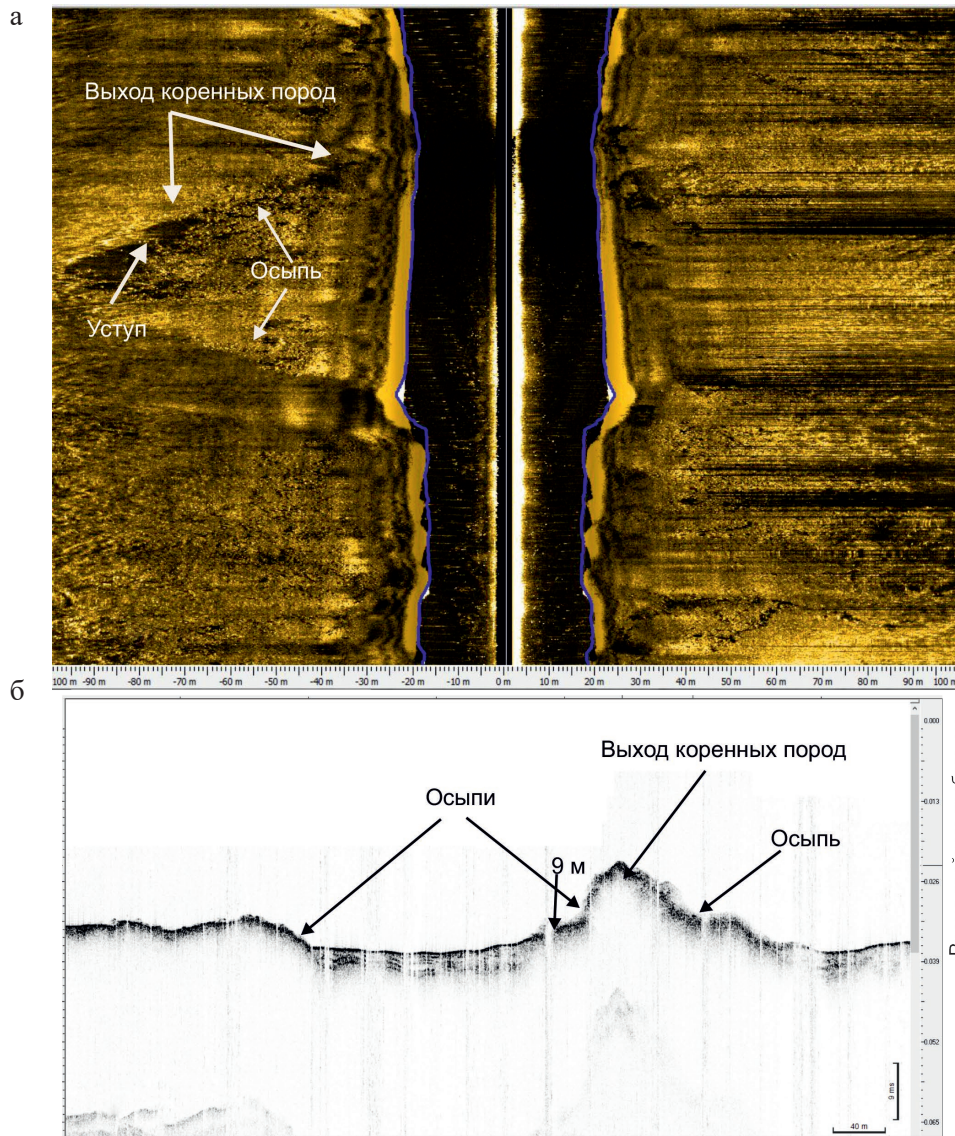 а
Выход коренных пород
Осыпь
Уступ
100 m -90 m -80 m -70 m -60 m -50 m -40 m -30 m -20 m -10 m 0 m 10 m 20 m 30 m 40 m 50 m 60 m 70 m 80 m 90 m 100 m
б
0.000
Выход коренных пород
0.013
Осыпи
Осыпь
9 м
0.026
0.039
0.052
9 ms
40 m
0.065